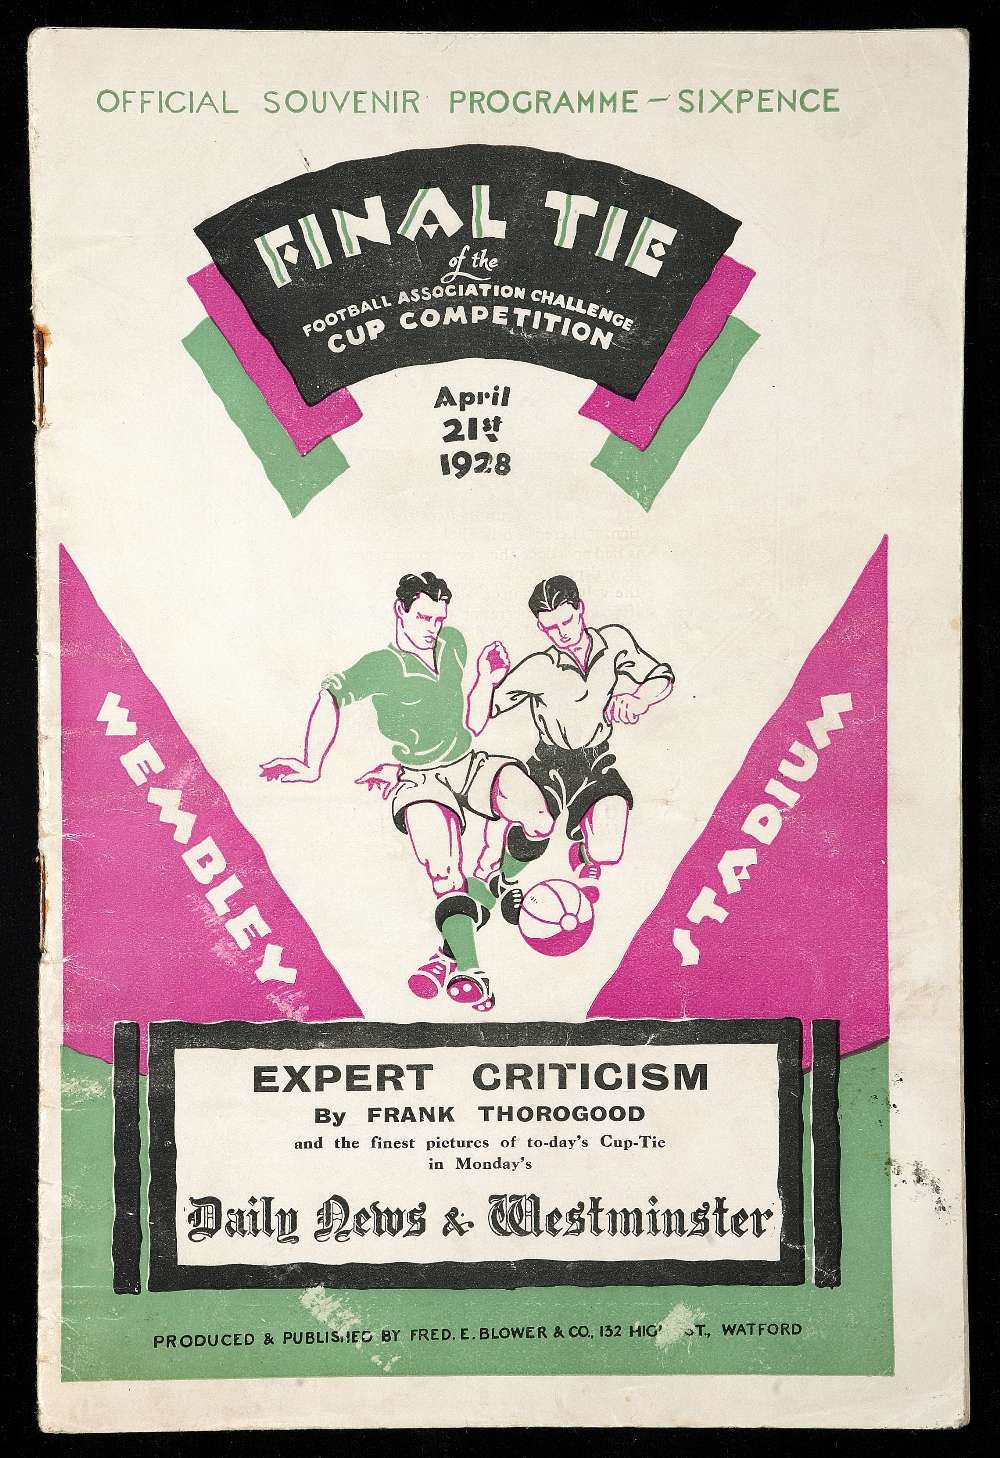 OFFICIAL SOUVENIR PROGRAMME - SIXPENCE
FINAL TIE
of the
FOOTBALL ASSOCIATION CHALLENGE
CUP COMPETITION
April
21st
1928
WEMBLEY
STADIUM
EXPERT CRITICISM
By FRANK THOROGOOD
and the finest pictures of to-day's Cup-Tie
in Monday's
Daily News & Westminster
PRODUCED & PUBLISHED BY FRED. E. BLOWER & CO., 132 HIGH ST., WATFORD